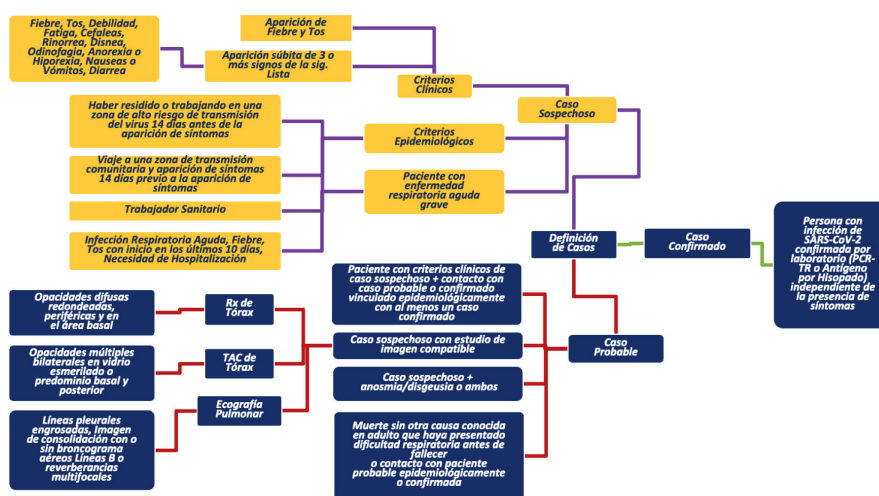 Fiebre, Tos, Debilidad,
Fatiga, Cefaleas,
Rinorrea, Disnea,
Odinofagia, Anorexia o
Hiporexia, Nauseas o
Vómitos, Diarrea
Aparición de
Fiebre y Tos
Aparición súbita de 3 o
más signos de la sig.
Lista
Criterios
Clínicos
Caso
Sospechoso
Haber residido o trabajando en una
zona de alto riesgo de transmisión
del virus 14 días antes de la
aparición de síntomas
Criterios
Epidemiológicos
Viaje a una zona de transmisión
comunitaria y aparición de síntomas
14 días previo a la aparición de
síntomas
Paciente con
enfermedad
respiratoria aguda
grave
Trabajador Sanitario
Infección Respiratoria Aguda, Fiebre,
Tos con inicio en los últimos 10 días,
Necesidad de Hospitalización
Definición
de Casos
Caso
Confirmado
Persona con
infección de
SARS-CoV-2
confirmada por
laboratorio (PCR-
TR o Antígeno
por Hisopado)
independiente de
la presencia de
síntomas
Paciente con criterios clínicos de
caso sospechoso + contacto con
caso probable o confirmado
vinculado epidemiológicamente
con al menos un caso
confirmado
Opacidades difusas
redondeadas,
periféricas y en
el área basal
Rx de
Tórax
Caso sospechoso con estudio de
imagen compatible
Caso
Probable
Opacidades múltiples
bilaterales en vidrio
esmerilado o
predominio basal y
posterior
TAC de
Tórax
Caso sospechoso +
anosmia/disgeusia o ambos
Ecografía
Pulmonar
Líneas pleurales
engrosadas, Imagen
de consolidación con o
sin broncograma
aéreos Líneas B o
reverberancias
multifocales
Muerte sin otra causa conocida
en adulto que haya presentado
dificultad respiratoria antes de
fallecer
o contacto con paciente
probable epidemiológicamente
o confirmada